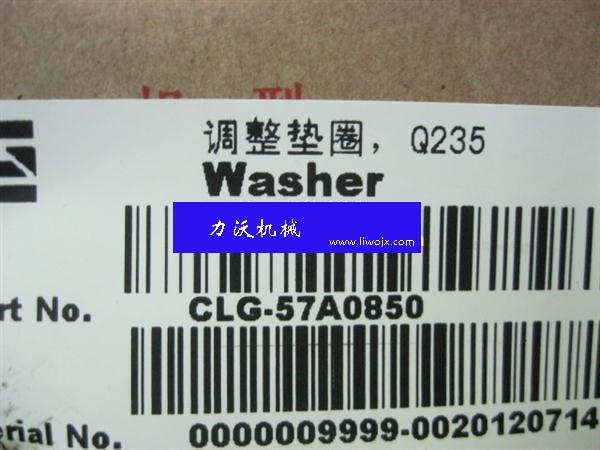 调整垫圈，Q235
Washer
力沃机械
www.liwojx.com
rt No. CLG-57A0850
erial No. 0000009999-0020120714